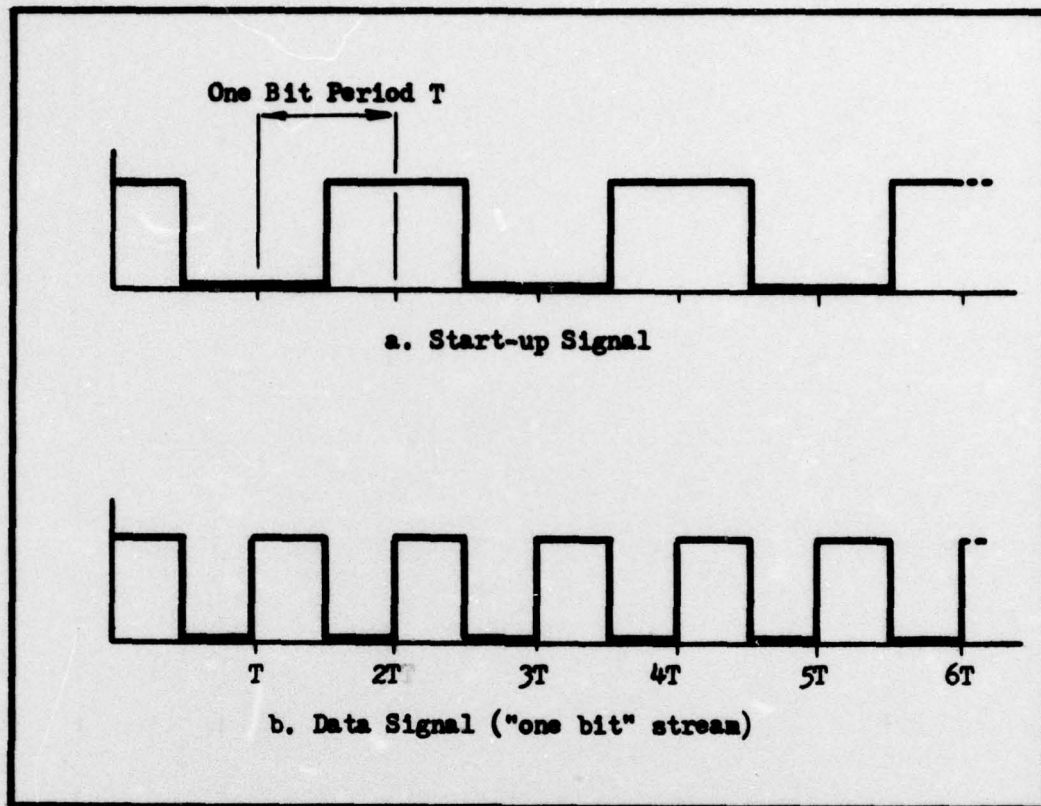 One Bit Period T
a. Start-up Signal
T 2T 3T 4T 5T 6T
b. Data Signal ("one bit" stream)